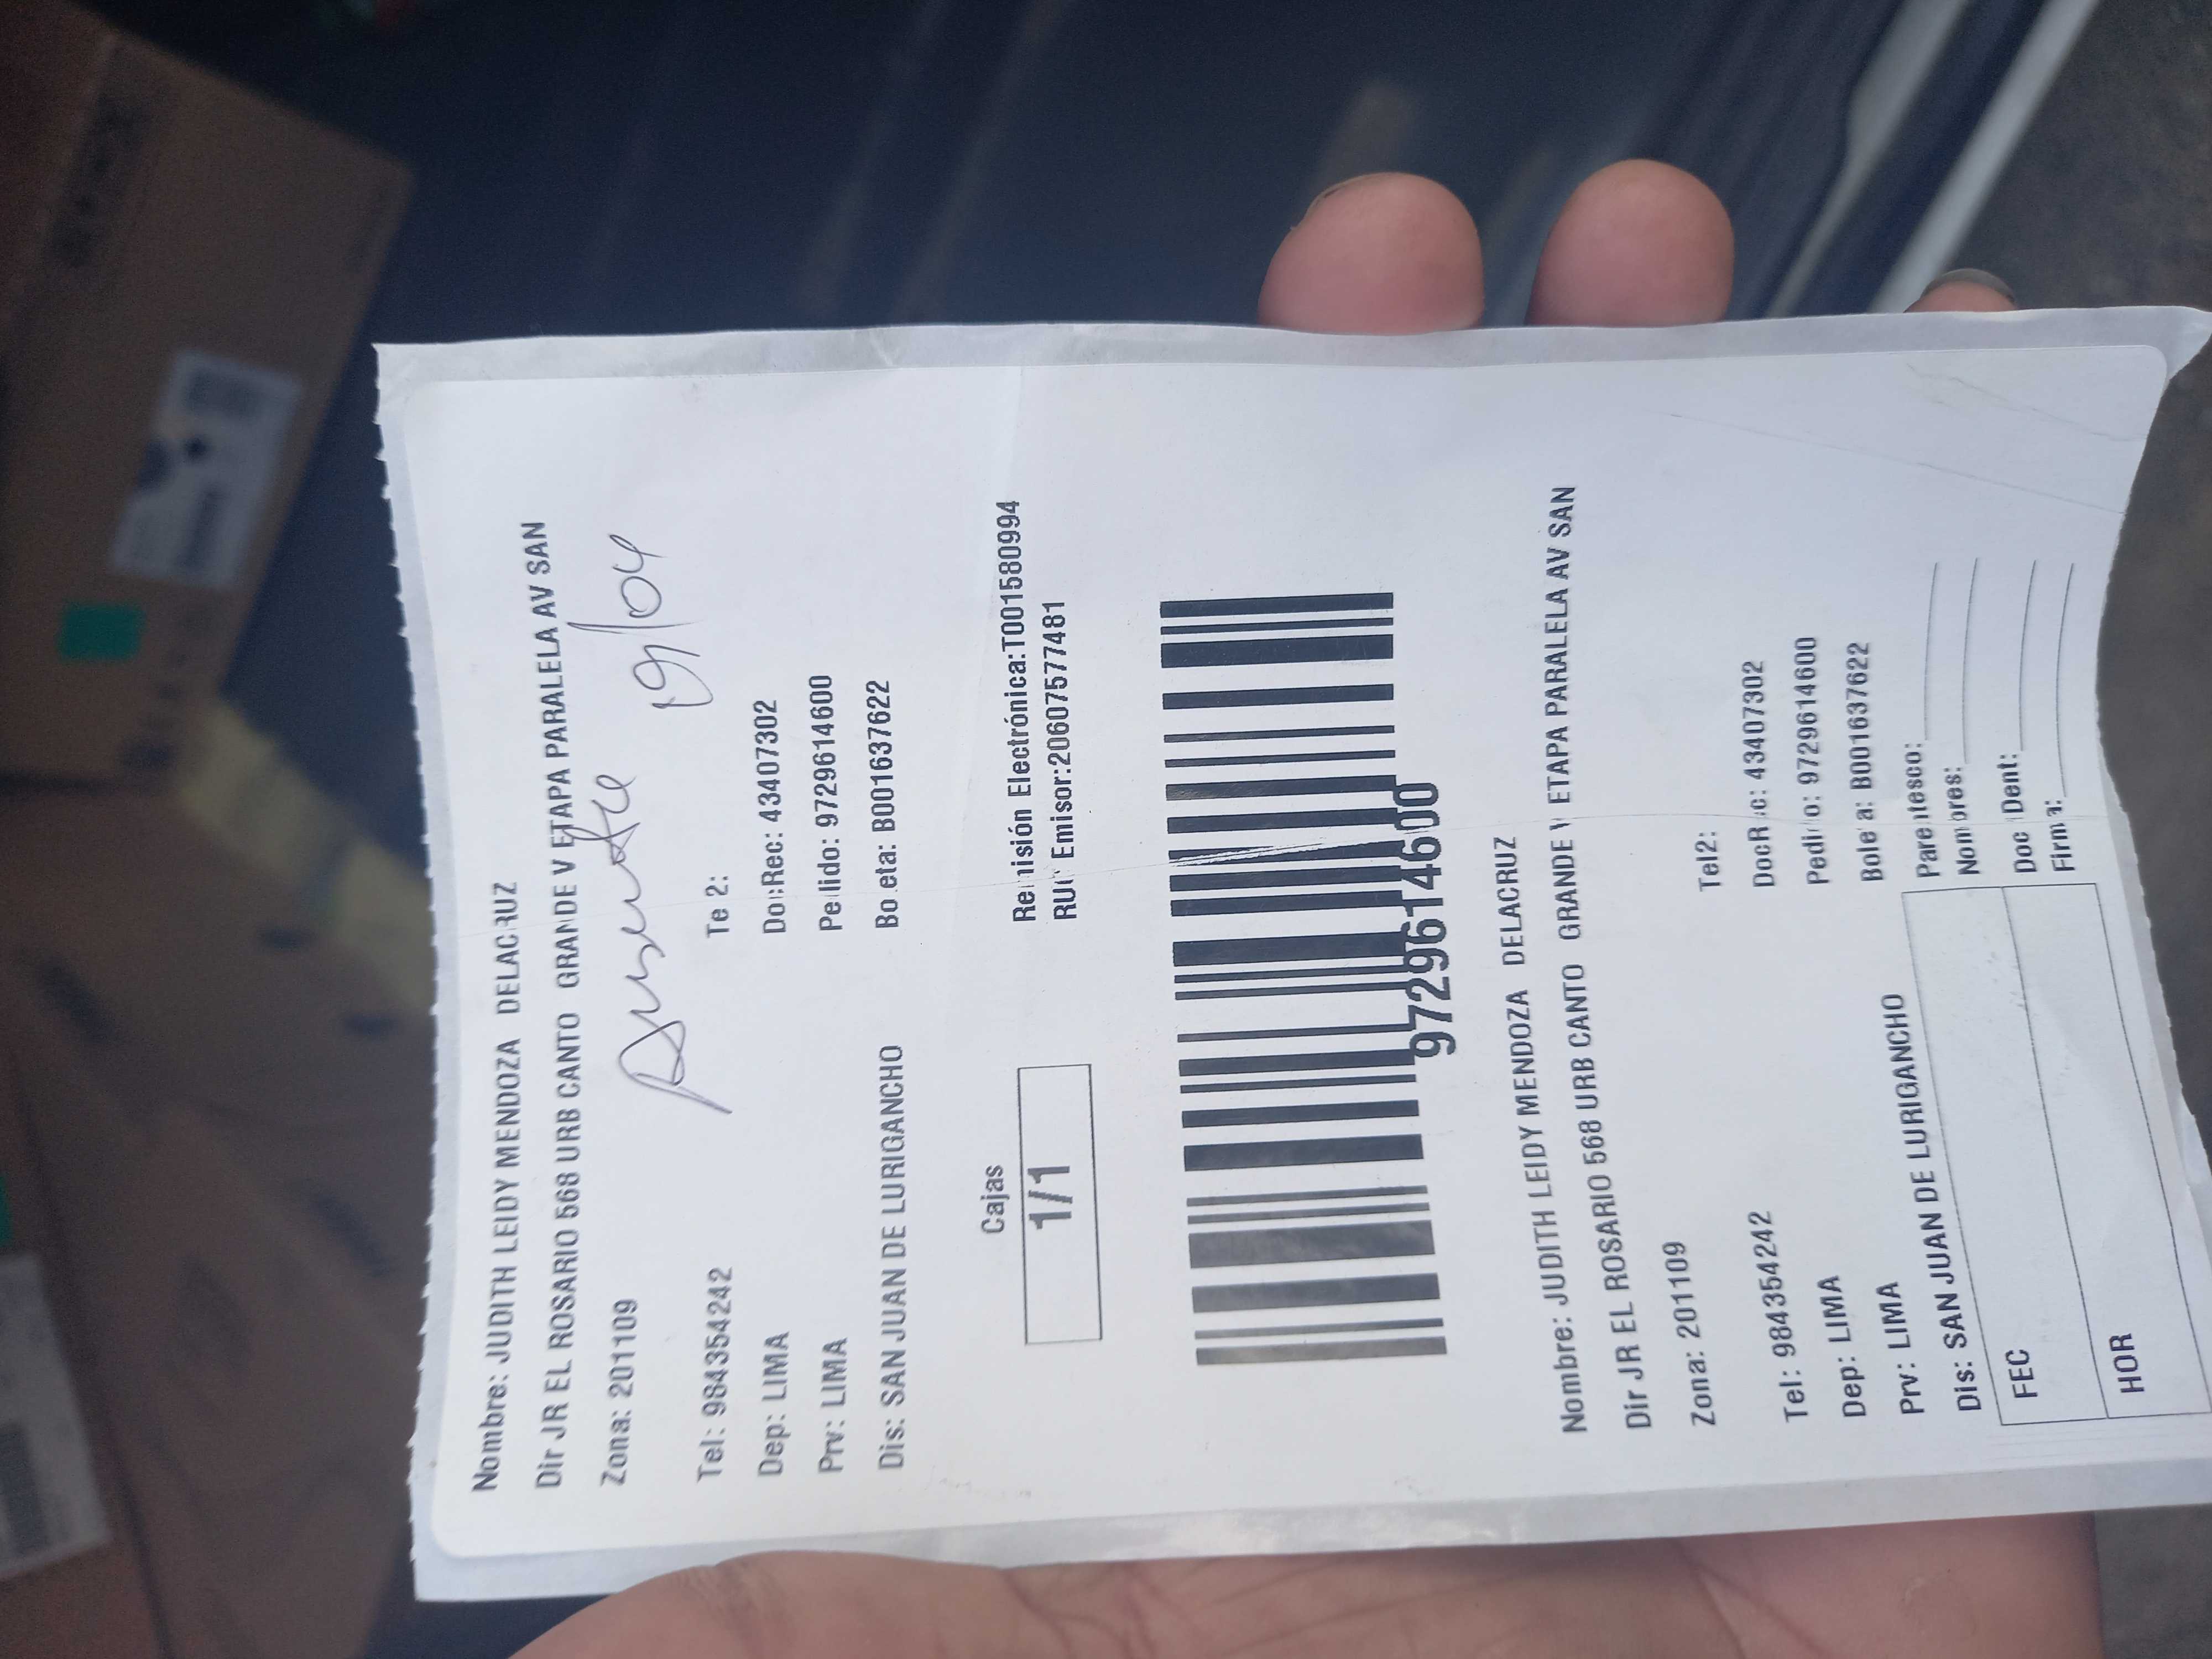 Nombre: JUDITH LEIDY MENDOZA DELACRUZ
Dir JR EL ROSARIO 568 URB CANTO GRANDE V ETAPA PARALELA AV SAN
Zona: 201109
Ausente 19/04
Tel: 984354242 Te 2:
Dep: LIMA Doc Rec: 43407302
Prv: LIMA Pedido: 9729614600
Dis: SAN JUAN DE LURIGANCHO Boleta: B001637622
Cajas
1/1
Remisión Electrónica:T001580994
RUC Emisor:20607577481
9729614600
Nombre: JUDITH LEIDY MENDOZA DELACRUZ
Dir JR EL ROSARIO 568 URB CANTO GRANDE V ETAPA PARALELA AV SAN
Zona: 201109
Tel: 984354242 Tel2:
Dep: LIMA DocRec: 43407302
Prv: LIMA Pedido: 9729614600
Dis: SAN JUAN DE LURIGANCHO Boleta: B001637622
FEC
HOR
Parentesco:
Nombres:
Doc Ident:
Firma: